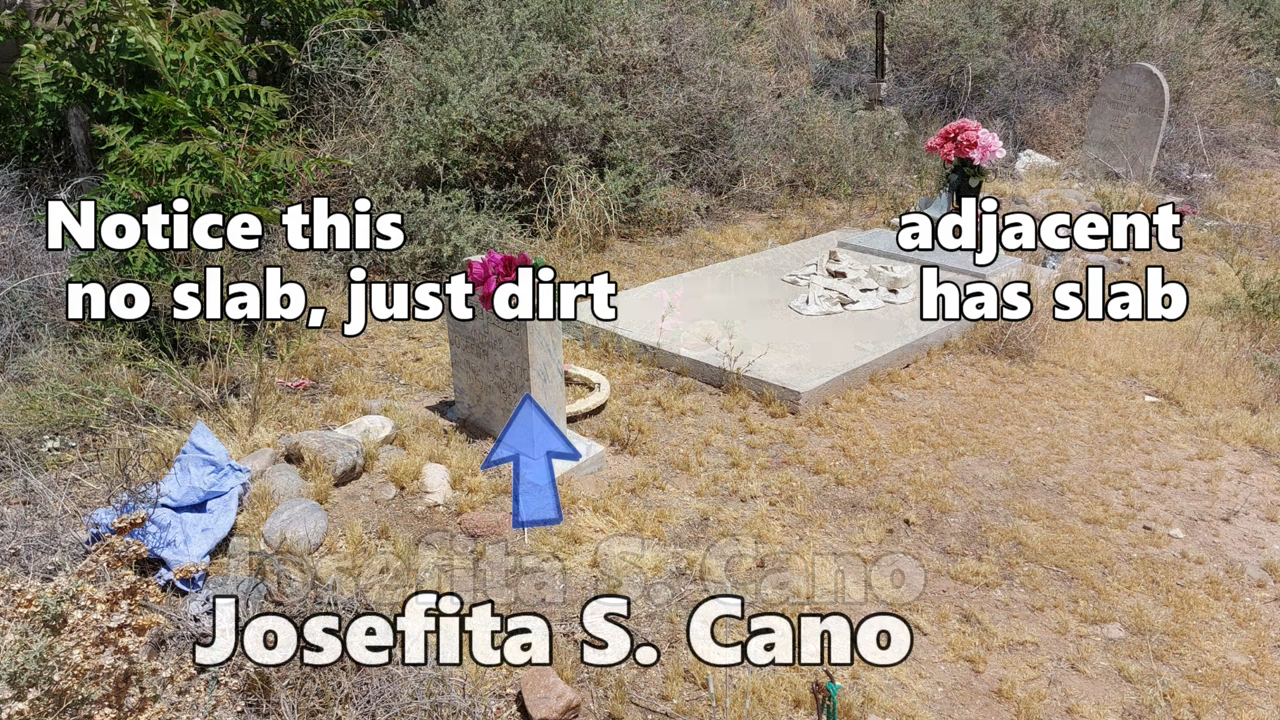 Notice this
no slab, just dirt
adjacent
has slab
Josefita S. Cano
Josefita S. Cano